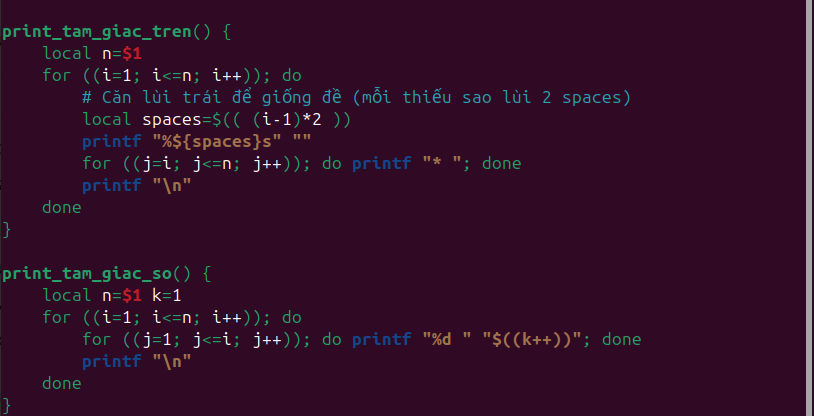 print_tam_giac_tren() {
    local n=$1
    for ((i=1; i<=n; i++)); do
        # Căn lùi trái để giống đề (mỗi thiếu sao lùi 2 spaces)
        local spaces=$(( (i-1)*2 ))
        printf "%${spaces}s" ""
        for ((j=i; j<=n; j++)); do printf "* "; done
        printf "\n"
    done
}

print_tam_giac_so() {
    local n=$1 k=1
    for ((i=1; i<=n; i++)); do
        for ((j=1; j<=i; j++)); do printf "%d " "$((k++))"; done
        printf "\n"
    done
}